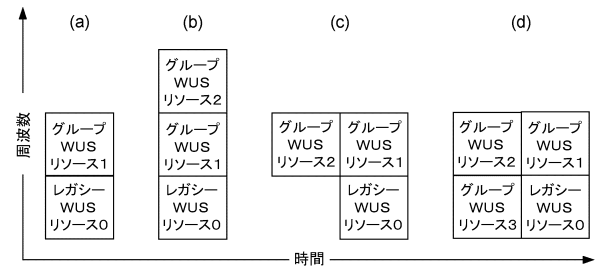 (a)
(b)
(c)
(d)
周波数
グループ
WUS
リソース1
レガシー
WUS
リソース0
グループ
WUS
リソース2
グループ
WUS
リソース1
レガシー
WUS
リソース0
グループ
WUS
リソース2
グループ
WUS
リソース1
レガシー
WUS
リソース0
グループ
WUS
リソース2
グループ
WUS
リソース1
グループ
WUS
リソース3
レガシー
WUS
リソース0
時間